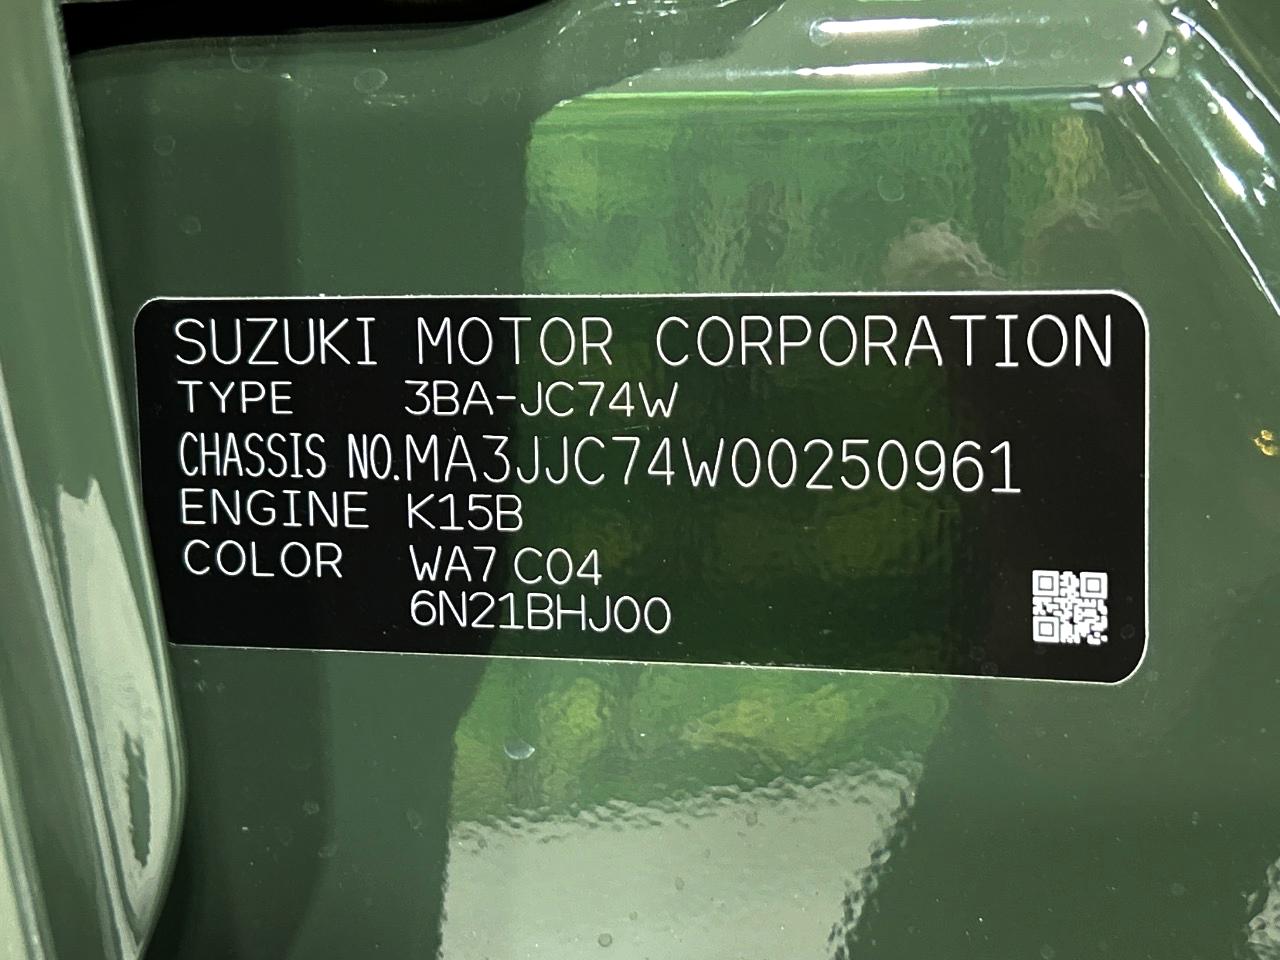 SUZUKI MOTOR CORPORATION
TYPE 3BA-JC74W
CHASSIS NO. MA3JJC74W00250961
ENGINE K15B
COLOR WA7 C04
6N21BHJ00